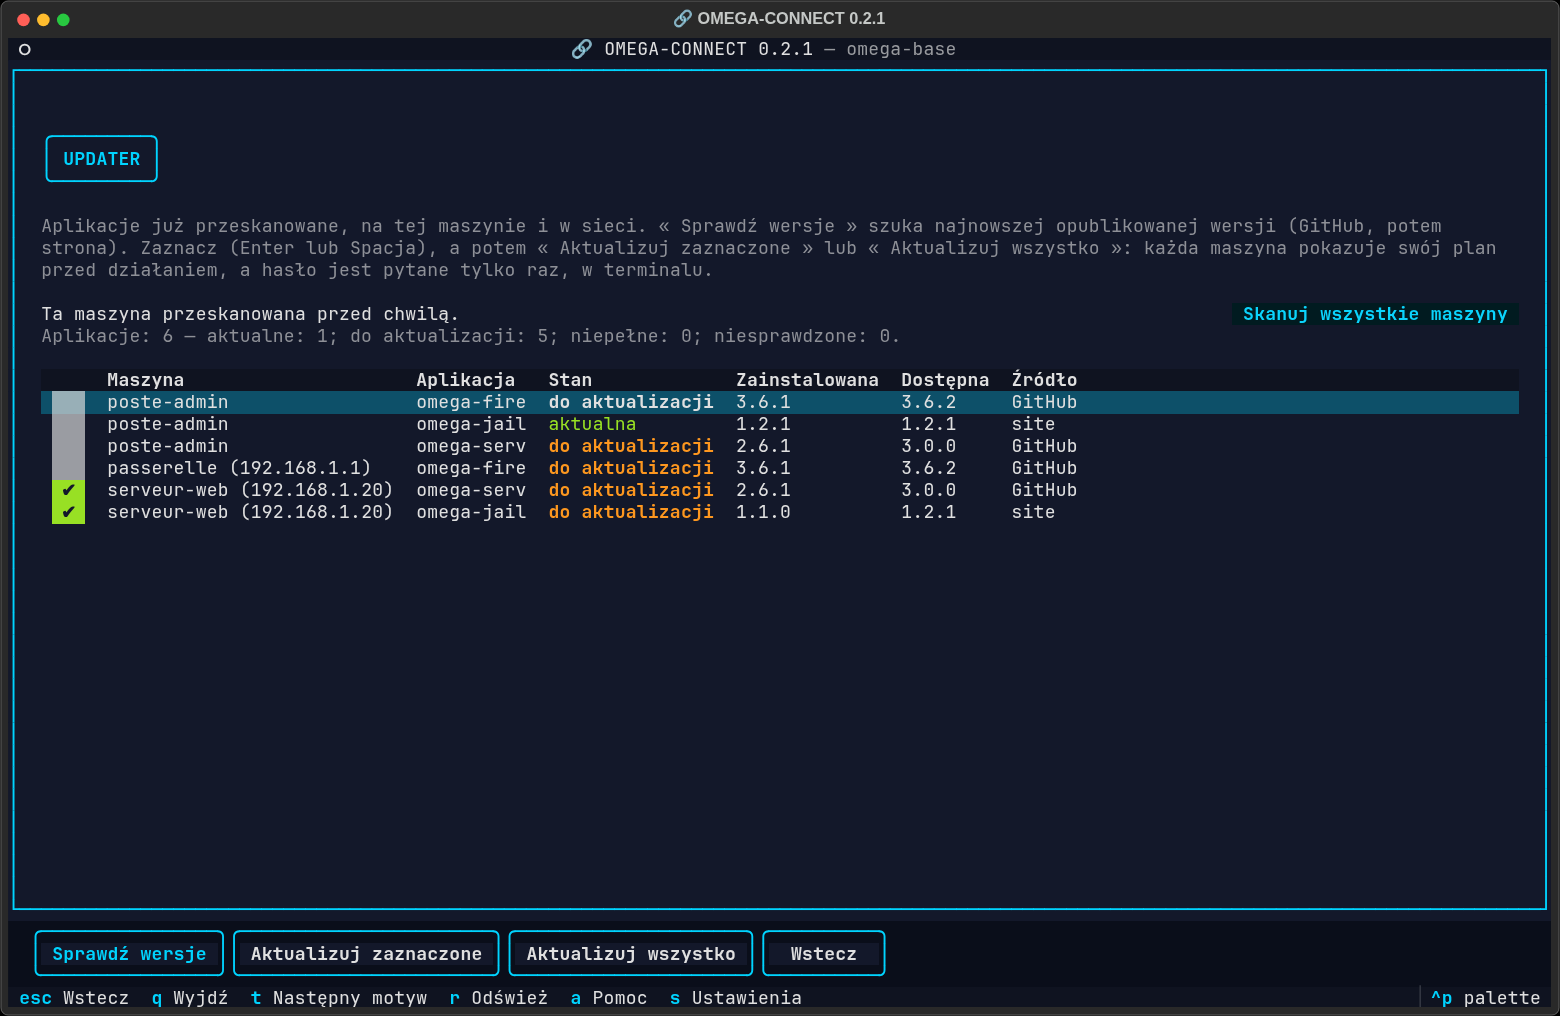 🔗 OMEGA-CONNECT 0.2.1
🔗 OMEGA-CONNECT 0.2.1 — omega-base
UPDATER
Aplikacje już przeskanowane, na tej maszynie i w sieci. « Sprawdź wersje » szuka najnowszej opublikowanej wersji (GitHub, potem
strona). Zaznacz (Enter lub Spacja), a potem « Aktualizuj zaznaczone » lub « Aktualizuj wszystko »: każda maszyna pokazuje swój plan
przed działaniem, a hasło jest pytane tylko raz, w terminalu.
Ta maszyna przeskanowana przed chwilą. Skanuj wszystkie maszyny
Aplikacje: 6 — aktualne: 1; do aktualizacji: 5; niepełne: 0; niesprawdzone: 0.
Maszyna Aplikacja Stan Zainstalowana Dostępna Źródło
poste-admin omega-fire do aktualizacji 3.6.1 3.6.2 GitHub
poste-admin omega-jail aktualna 1.2.1 1.2.1 site
poste-admin omega-serv do aktualizacji 2.6.1 3.0.0 GitHub
passerelle (192.168.1.1) omega-fire do aktualizacji 3.6.1 3.6.2 GitHub
✔ serveur-web (192.168.1.20) omega-serv do aktualizacji 2.6.1 3.0.0 GitHub
✔ serveur-web (192.168.1.20) omega-jail do aktualizacji 1.1.0 1.2.1 site
Sprawdź wersje Aktualizuj zaznaczone Aktualizuj wszystko Wstecz
esc Wstecz q Wyjdź t Następny motyw r Odśwież a Pomoc s Ustawienia ^p palette